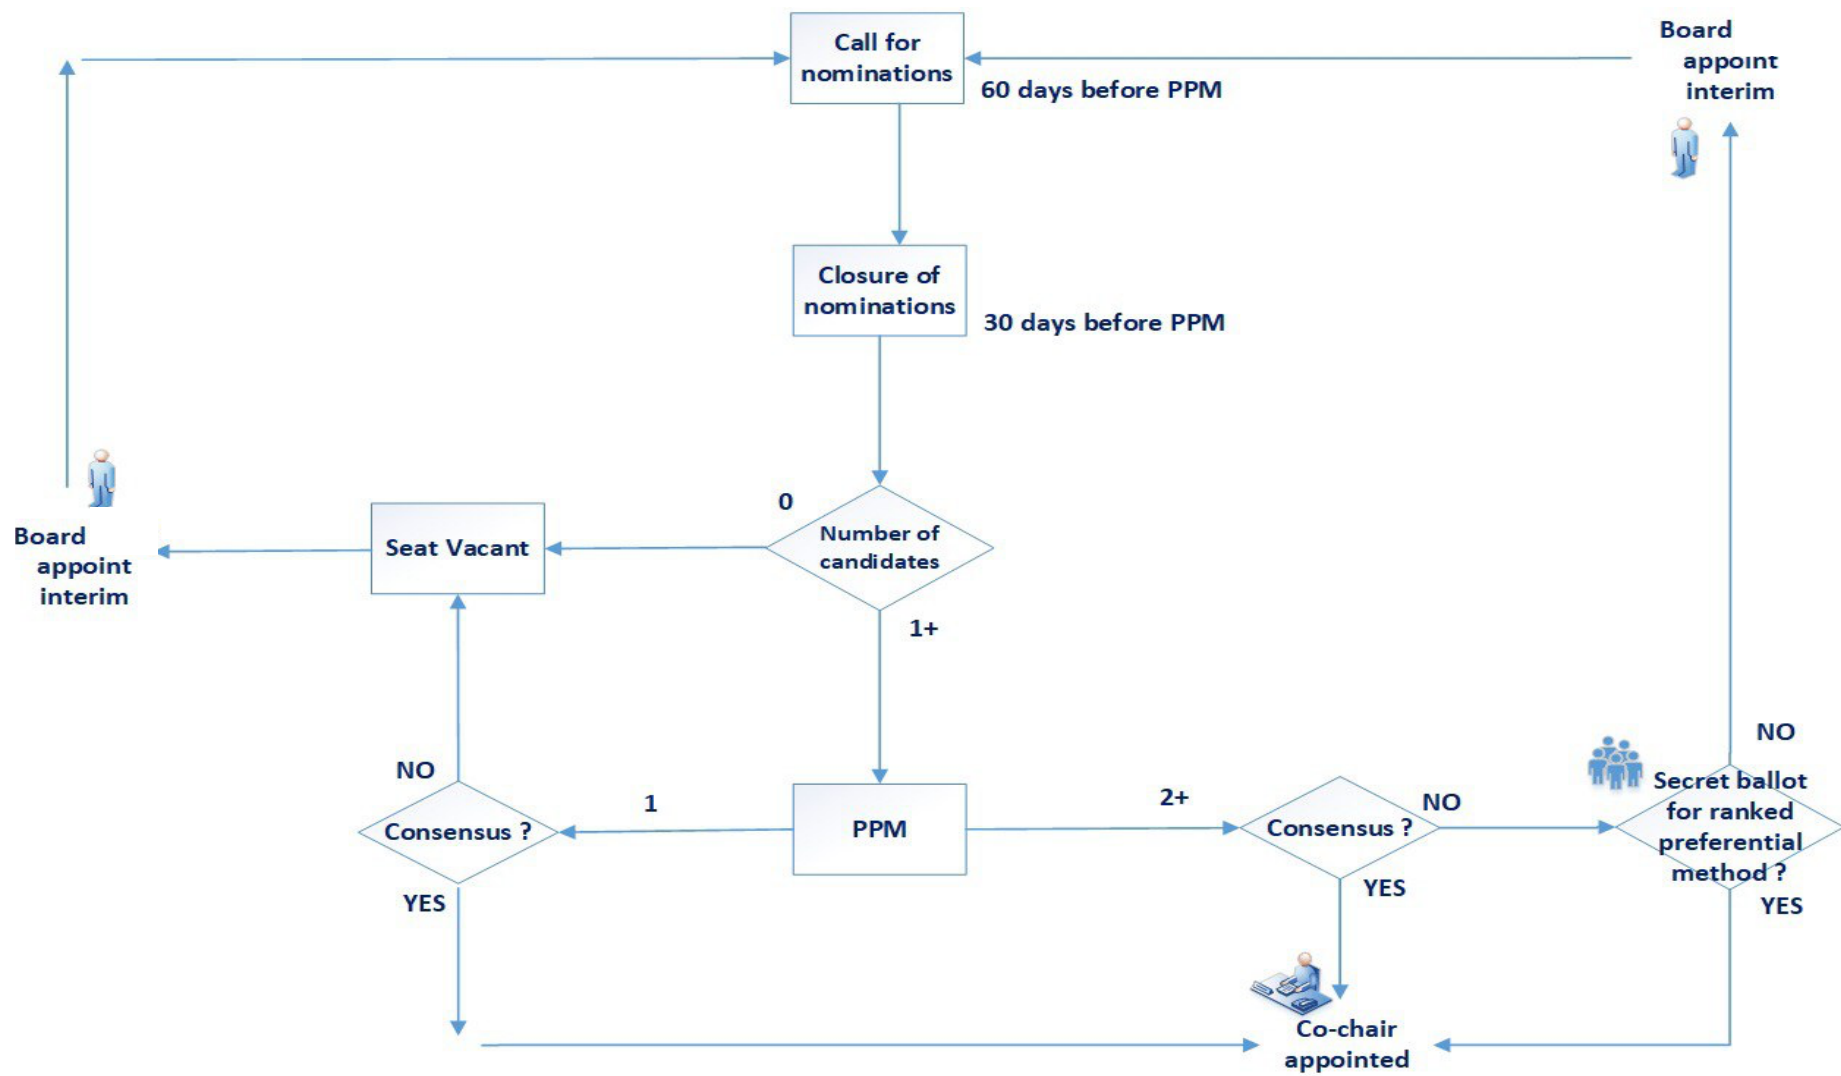 Call for
nominations
60 days before PPM
Board
appoint
interim
Closure of
nominations
30 days before PPM
0
Number of
candidates
Seat Vacant
Board
appoint
interim
1+
NO
Consensus ?
YES
1
PPM
2+
Consensus ?
NO
YES
NO
Secret ballot
for ranked
preferential
method ?
YES
Co-chair
appointed